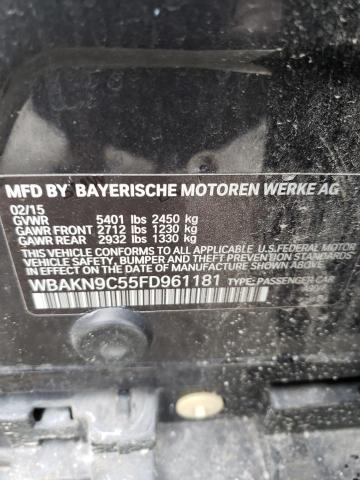 MFD BY BAYERISCHE MOTOREN WERKE AG
02/15
GVWR 5401 lbs 2450 kg
GAWR FRONT 2712 lbs 1230 kg
GAWR REAR 2932 lbs 1330 kg
THIS VEHICLE CONFORMS TO ALL APPLICABLE U.S.FEDERAL MOTOR
VEHICLE SAFETY, BUMPER, AND THEFT PREVENTION STANDARDS
IN EFFECT ON THE DATE OF MANUFACTURE SHOWN ABOVE.
WBAKN9C55FD961181 TYPE: PASSENGER CAR